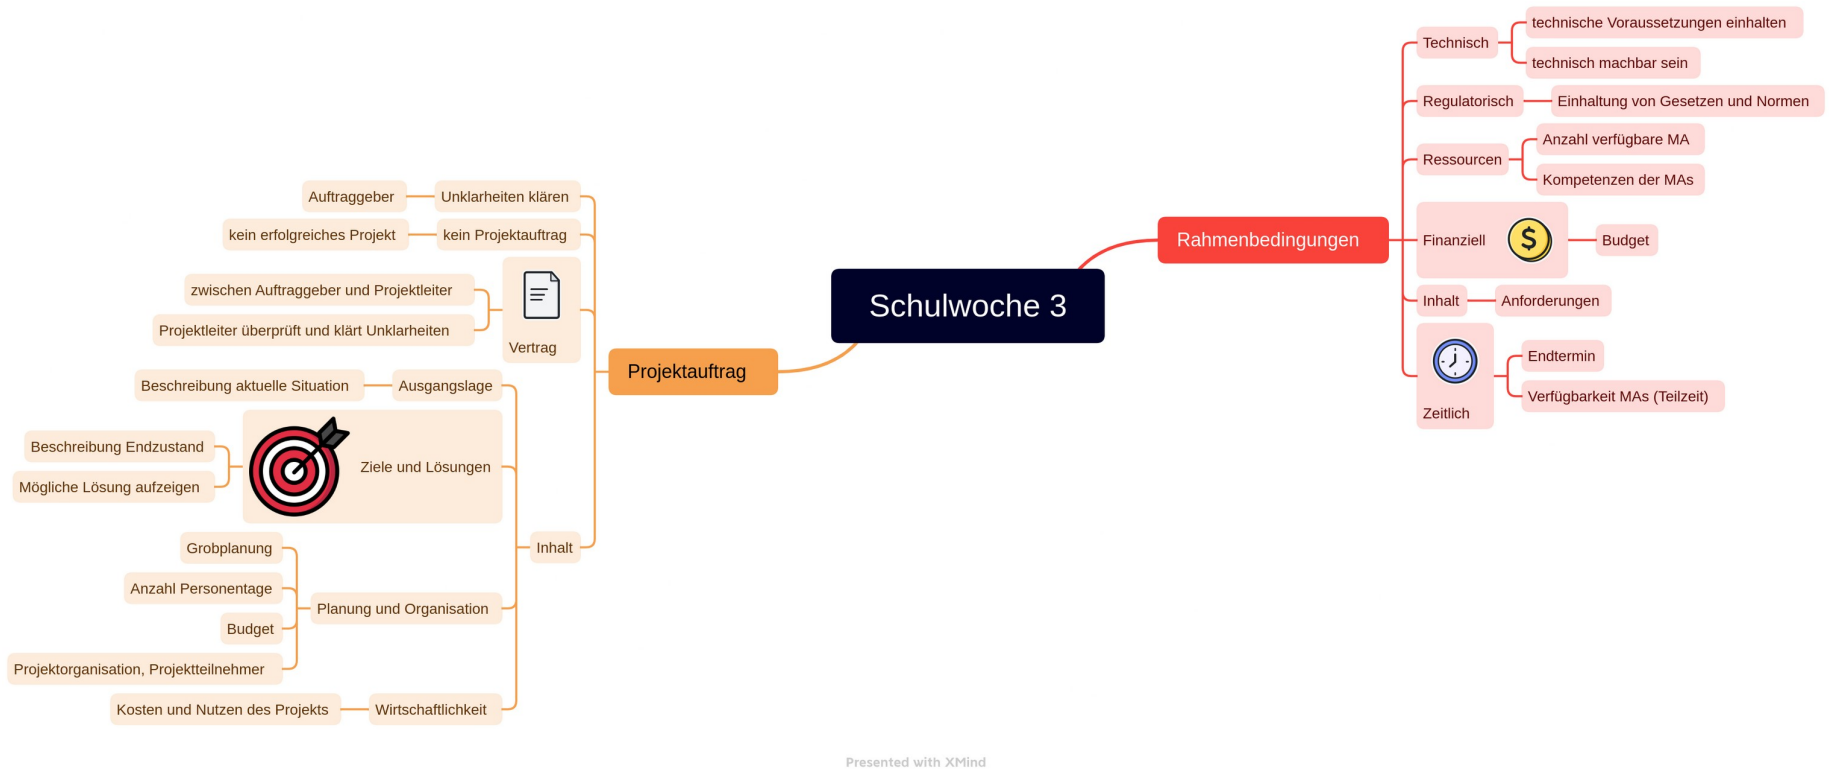 Schulwoche 3
Rahmenbedingungen
Technisch
technische Voraussetzungen einhalten
technisch machbar sein
Regulatorisch
Einhaltung von Gesetzen und Normen
Ressourcen
Anzahl verfügbare MA
Kompetenzen der MAs
Finanziell
$
Budget
Inhalt
Anforderungen
Zeitlich
Endtermin
Verfügbarkeit MAs (Teilzeit)
Projektauftrag
Unklarheiten klären
Auftraggeber
kein Projektauftrag
kein erfolgreiches Projekt
Vertrag
zwischen Auftraggeber und Projektleiter
Projektleiter überprüft und klärt Unklarheiten
Inhalt
Ausgangslage
Beschreibung aktuelle Situation
Ziele und Lösungen
Beschreibung Endzustand
Mögliche Lösung aufzeigen
Planung und Organisation
Grobplanung
Anzahl Personentage
Budget
Projektorganisation, Projektteilnehmer
Wirtschaftlichkeit
Kosten und Nutzen des Projekts
Presented with XMind